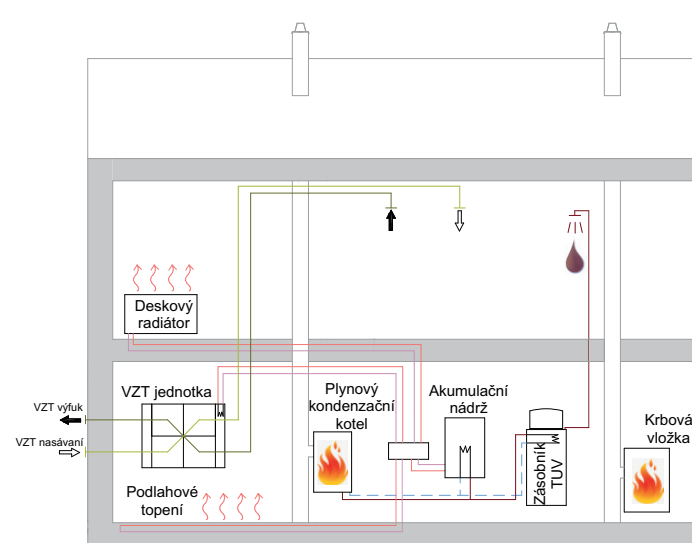 Deskový
radiátor
VZT jednotka
VZT výfuk
VZT nasávaní
Podlahové
topení
Plynový
kondenzační
kotel
Akumulační
nádrž
Zásobník
TUV
Krbová
vložka